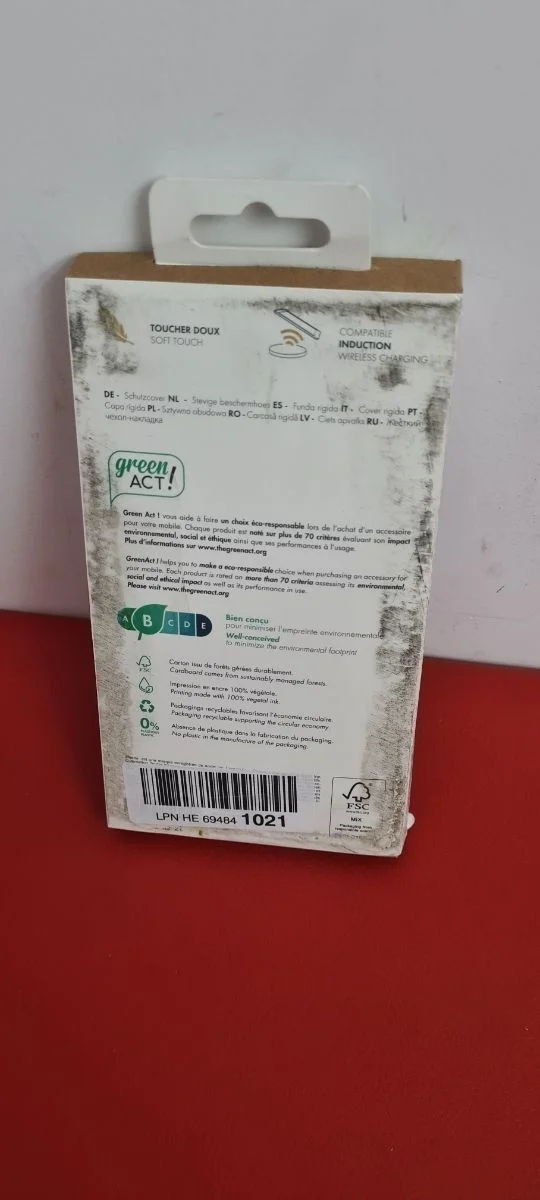 TOUCHER DOUX
SOFT TOUCH
COMPATIBLE
INDUCTION
WIRELESS CHARGING
DE - Schutzcover NL - Stevige beschermhoes ES - Funda rigida IT - Cover rigida PT -
Capa rigida PL - Sztywna obudowa RO - Carcasă rigidă LV - Ciets apvalks RU - Жёсткий
чехол-накладка
green
ACT!
Green Act ! vous aide à faire un choix éco-responsable lors de l'achat d'un accessoire
pour votre mobile. Chaque produit est noté sur plus de 70 critères évaluant son impact
environnemental, social et éthique ainsi que ses performances à l'usage.
Plus d'informations sur www.thegreenact.org
GreenAct ! helps you to make a eco-responsible choice when purchasing an accessory for
your mobile. Each product is rated on more than 70 criteria assessing its environmental,
social and ethical impact as well as its performance in use.
Please visit www.thegreenact.org
A B C D E
Bien conçu
pour minimiser l'empreinte environnementale
Well-conceived
to minimize the environmental footprint
FSC
Carton issu de forêts gérées durablement.
Cardboard comes from sustainably managed forests.
Impression en encre 100% végétale.
Printing made with 100% vegetal ink.
Packagings recyclables favorisant l'économie circulaire.
Packaging recyclable supporting the circular economy.
0%
Absence de plastique dans la fabrication du packaging.
No plastic in the manufacture of the packaging.
LPN HE 69484 1021
FSC
MIX
Packaging from